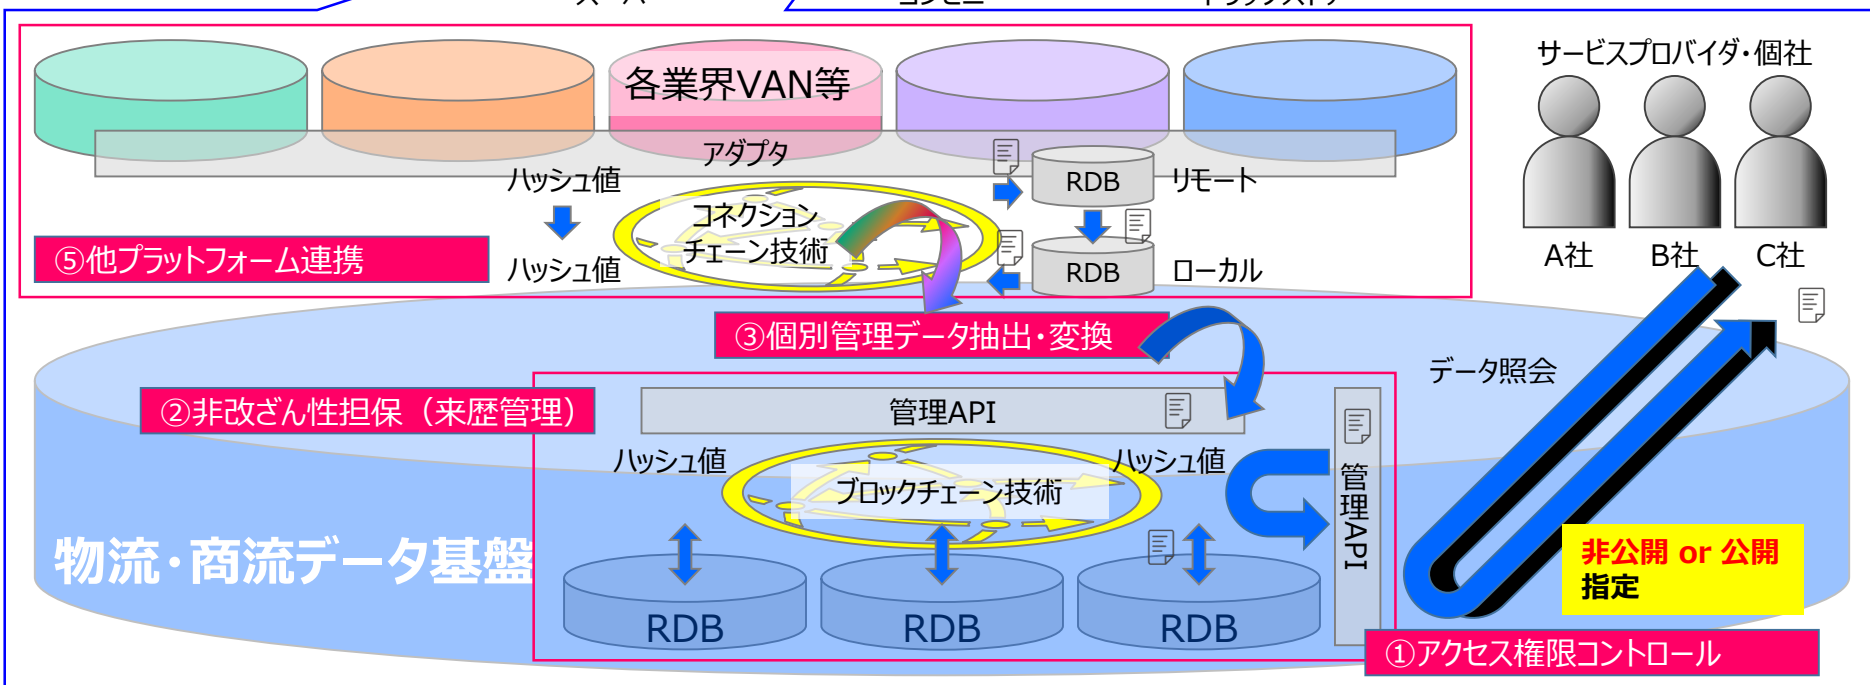 サービスプロバイダ・個社
各業界VAN等
アダプタ
ハッシュ値
RDB
リモート
コネクション
チェーン技術
A社
B社
C社
⑤他プラットフォーム連携
ハッシュ値
RDB
ローカル
③個別管理データ抽出・変換
データ照会
②非改ざん性担保（来歴管理）
管理API
ハッシュ値
ハッシュ値
ブロックチェーン技術
管理API
物流・商流データ基盤
非公開 or 公開
指定
RDB
RDB
RDB
①アクセス権限コントロール